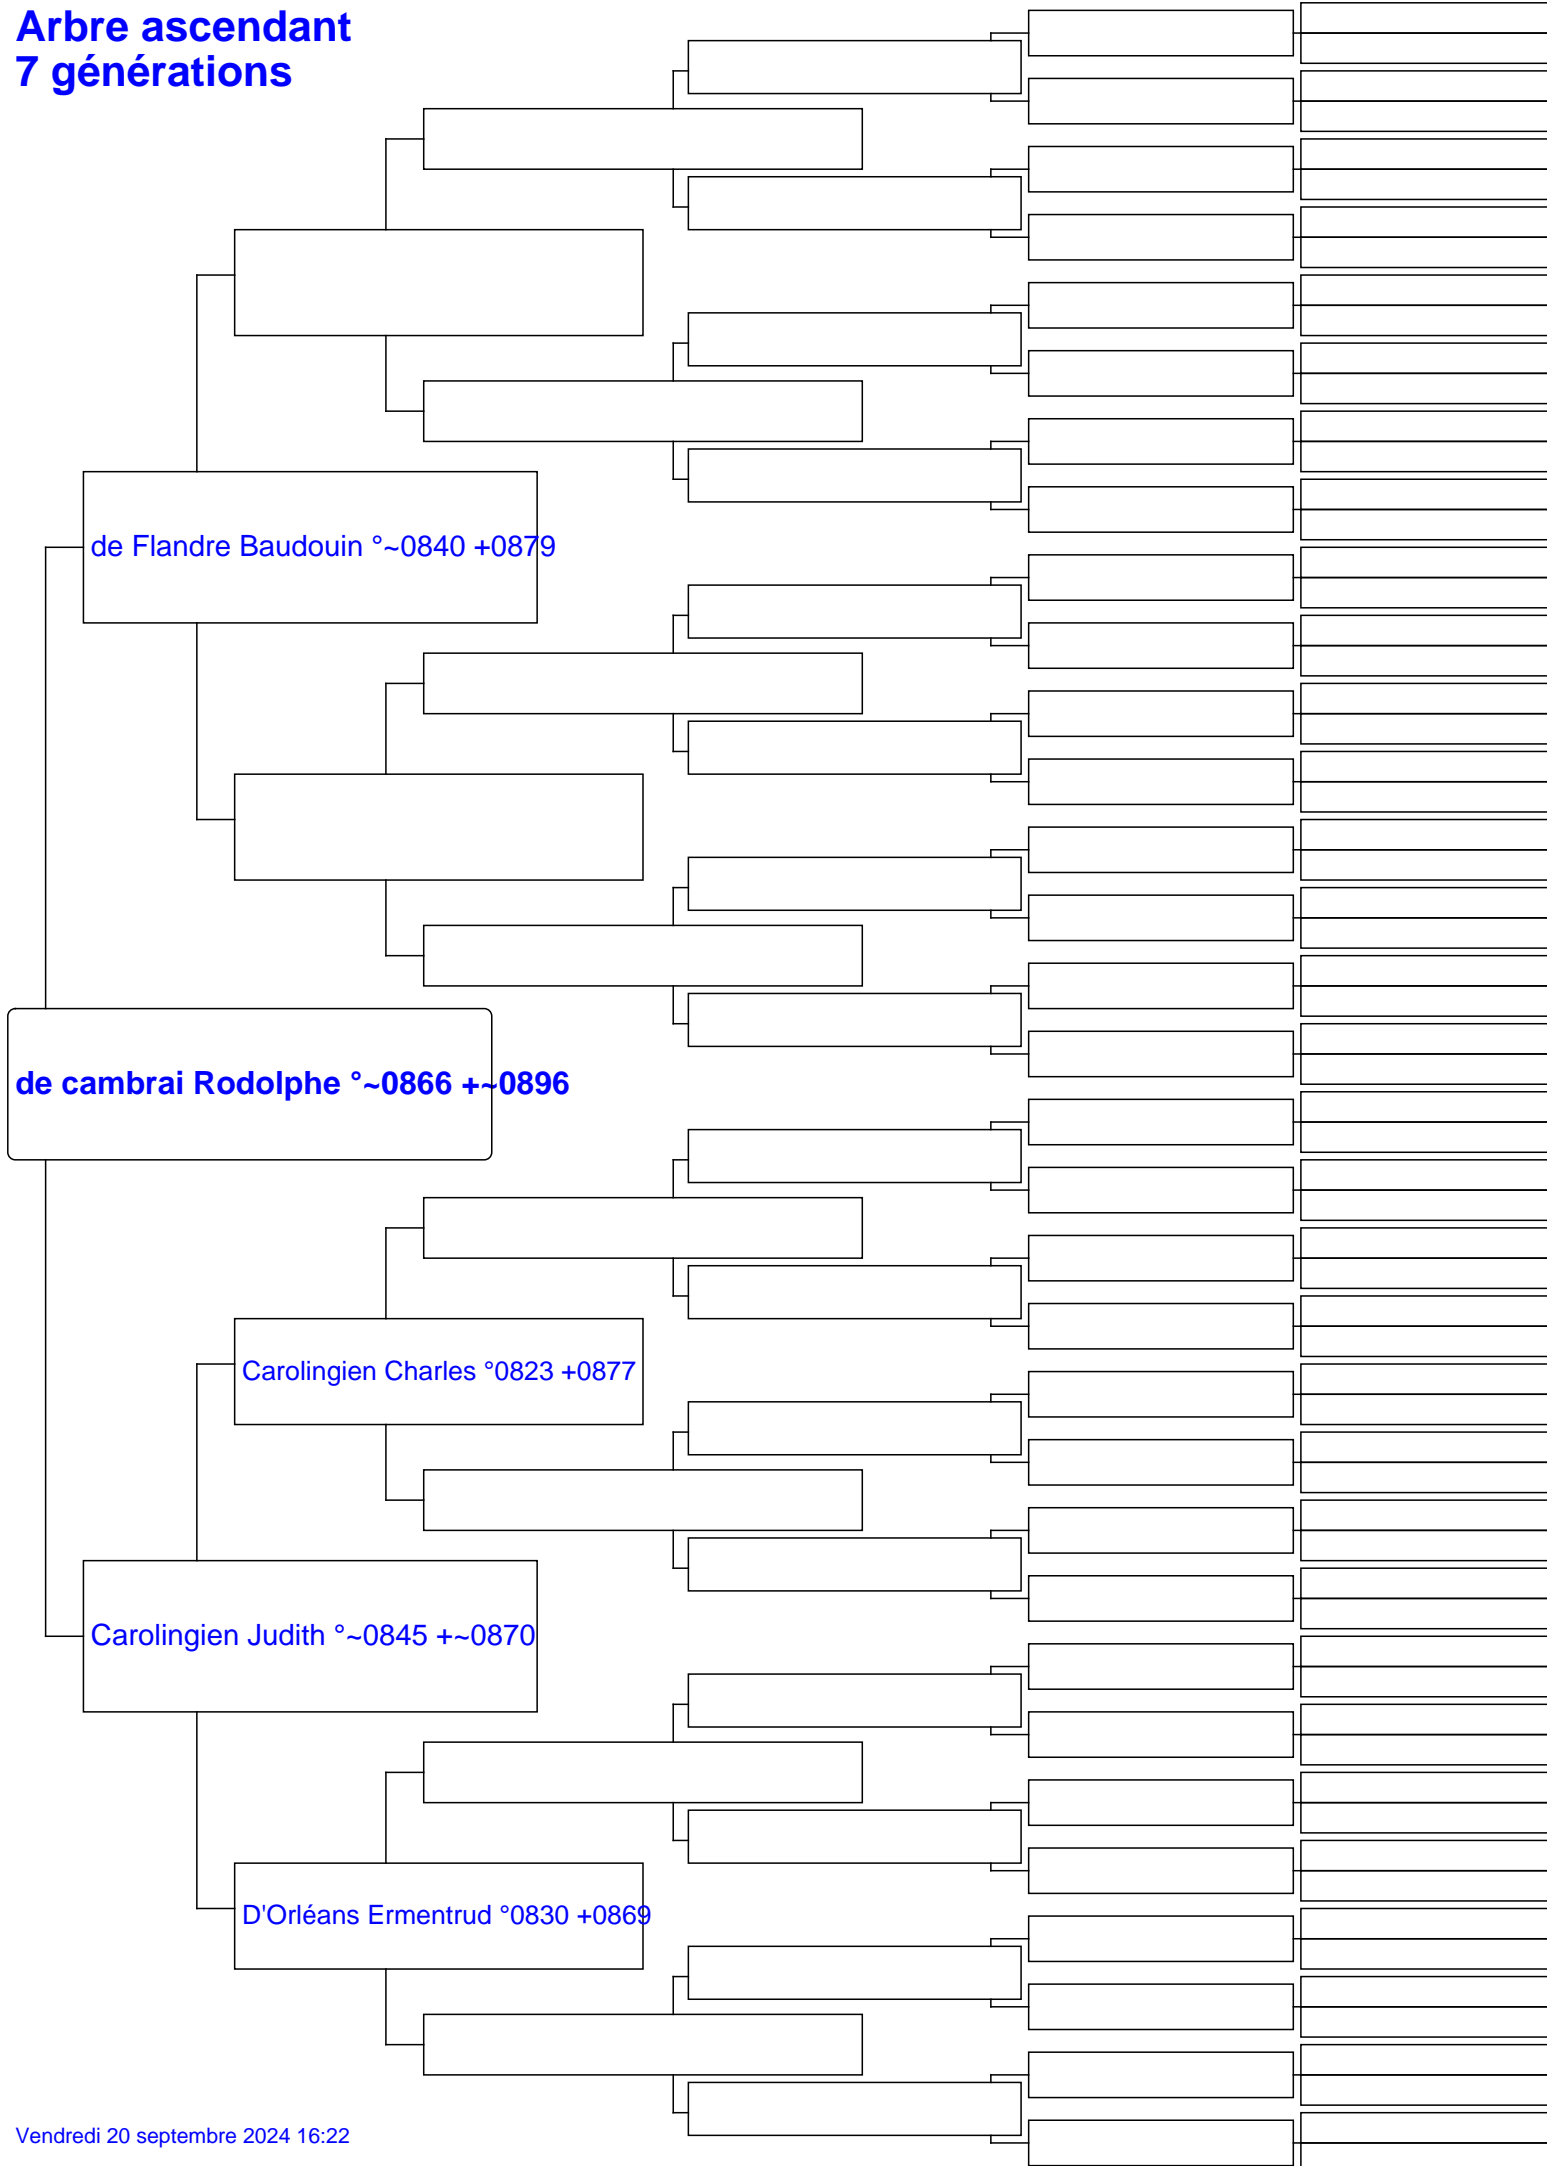 Arbre ascendant
7 générations
de Flandre Baudouin °~0840 +0879
de cambrai Rodolphe °~0866 +~0896
Carolingien Charles °0823 +0877
Carolingien Judith °~0845 +~0870
D'Orléans Ermentrud °0830 +0869
Vendredi 20 septembre 2024 16:22